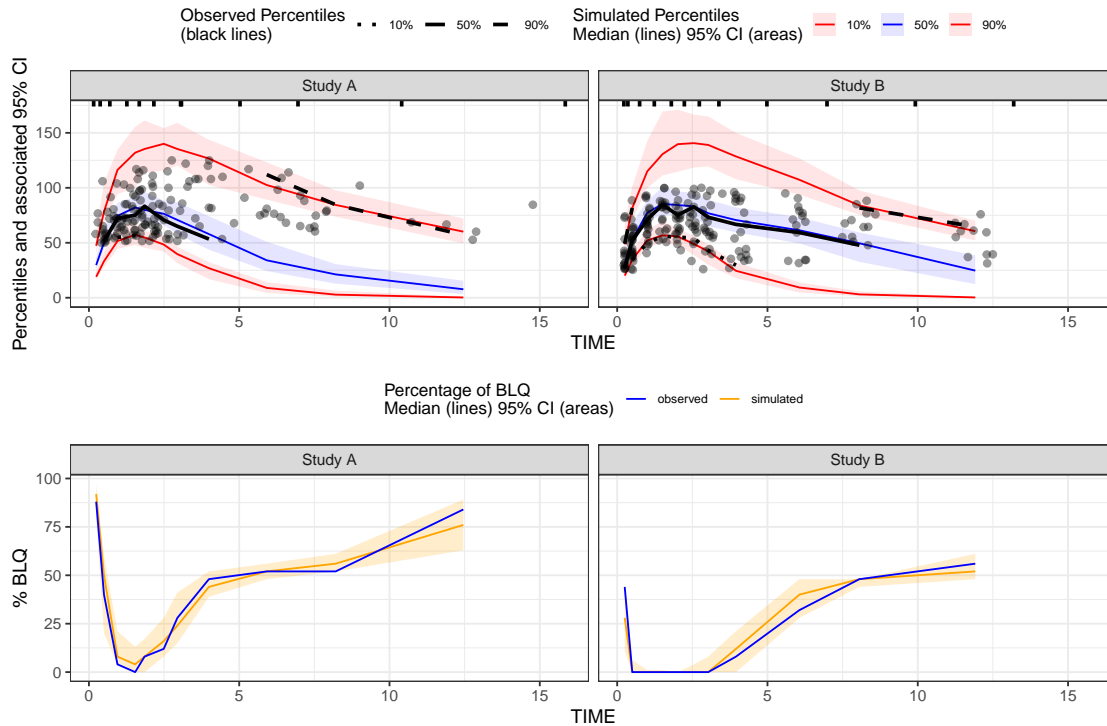 Observed Percentiles
(black lines)
10% 50% 90%
Simulated Percentiles
Median (lines) 95% CI (areas)
10% 50% 90%
Study A Study B
Percentiles and associated 95% CI
150
100
50
0
0 5 10 15
0 5 10 15
TIME TIME
Percentage of BLQ
Median (lines) 95% CI (areas)
observed simulated
Study A Study B
% BLQ
100
75
50
25
0
0 5 10 15
0 5 10 15
TIME TIME